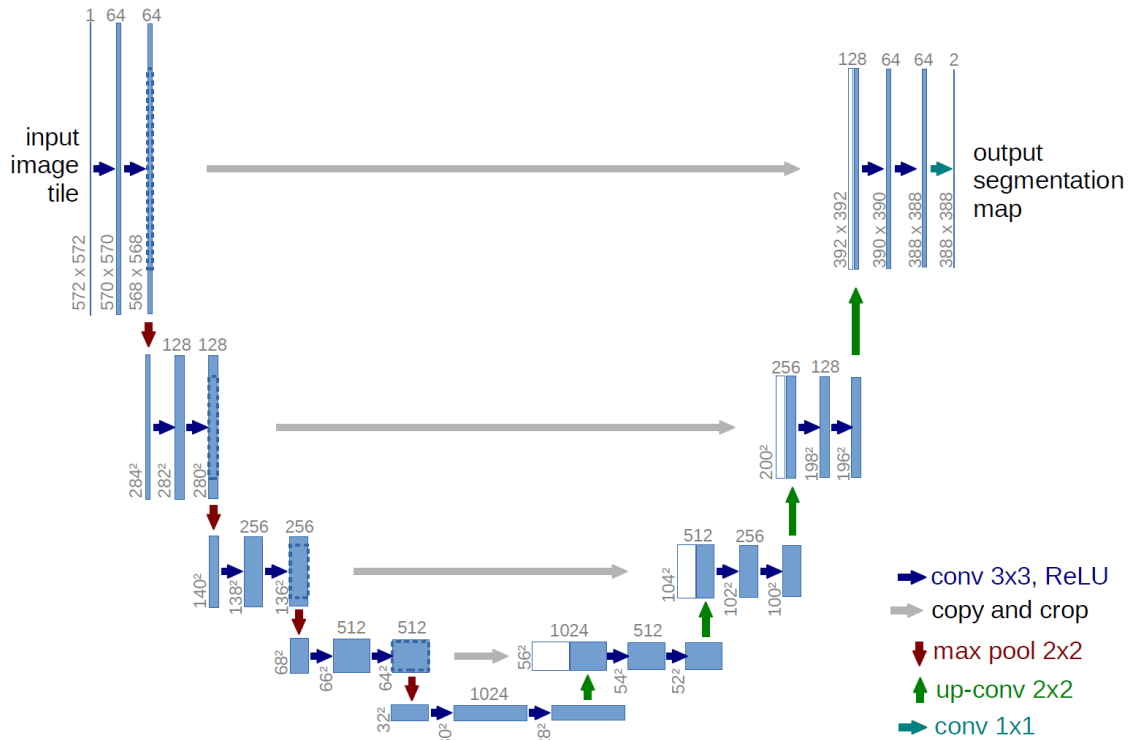 1 64 64
128 64 64 2
input
image
tile
output
segmentation
map
572 x 572
570 x 570
568 x 568
392 x 392
390 x 390
388 x 388
388 x 388
128 128
256 128
284²
282²
280²
200²
198²
196²
256 256
512 256
140²
138²
136²
104²
102²
100²
conv 3x3, ReLU
copy and crop
max pool 2x2
up-conv 2x2
conv 1x1
512 512
1024 512
68²
66²
64²
56²
54²
52²
1024
32²